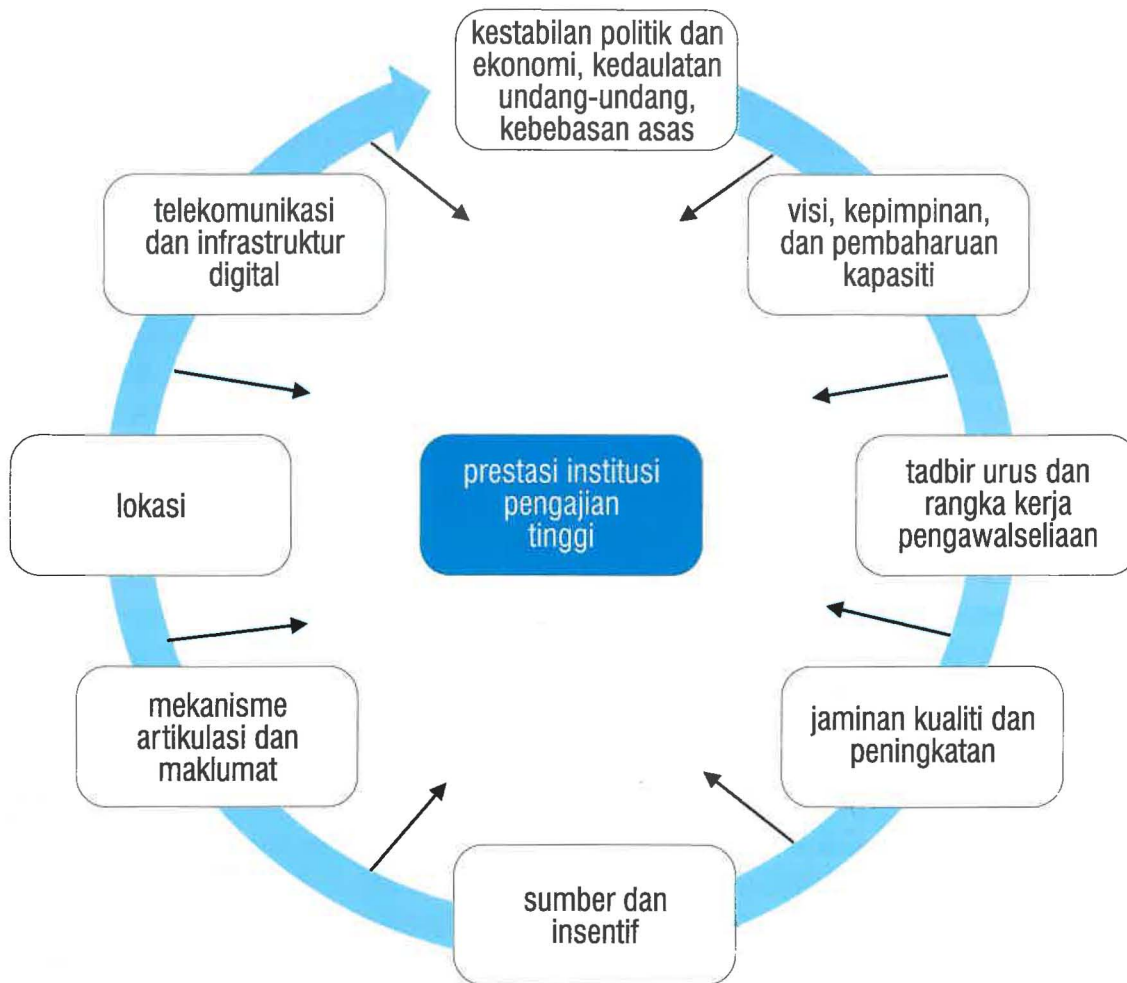 kestabilan politik dan
ekonomi, kedaulatan
undang-undang,
kebebasan asas
visi, kepimpinan,
dan pembaharuan
kapasiti
tadbir urus dan
rangka kerja
pengawalseliaan
jaminan kualiti dan
peningkatan
sumber dan
insentif
mekanisme
artikulasi dan
maklumat
lokasi
telekomunikasi
dan infrastruktur
digital
prestasi institusi
pengajian
tinggi